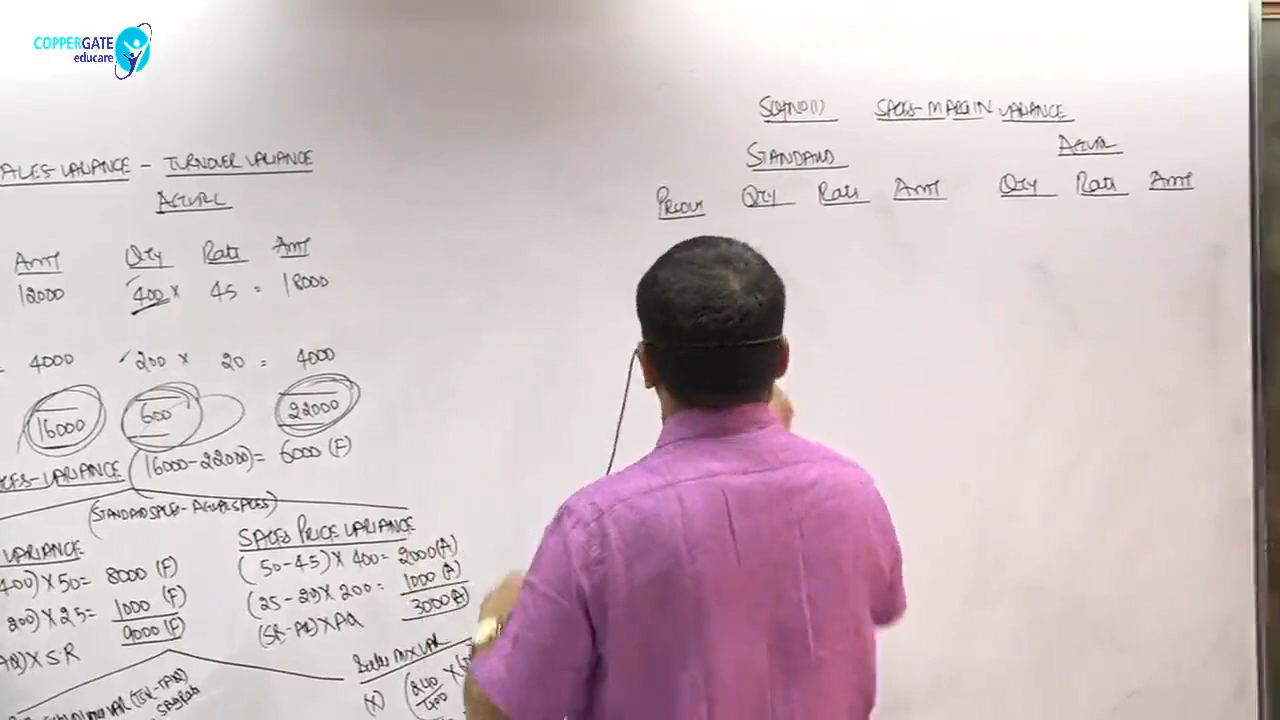 COPPERGATE
educare
SALES VARIANCE - TURNOVER VARIANCE
ACTUAL
Amt Qty Rate Amt
12000 400 x 45 = 18000
= 4000 200 x 20 = 4000
16000 600 22000
SALES-VARIANCE (16000-22000)= 6000 (F)
(STANDARD SALES - ACTUAL SALES)
VARIANCE
400) x 50= 8000 (F)
200) x 25= 1000 (F)
9000 (F)
AQ) x SR
SALES PRICE VARIANCE
(50-45) x 400= 2000 (A)
(25-20) x 200= 1000 (A)
3000 (A)
(SR-AR) x AQ
Sales Mix VAR
(X)
SALES-MARGIN VARIANCE
STANDARD ACTUAL
Product Qty Rate Amt Qty Rate Amt